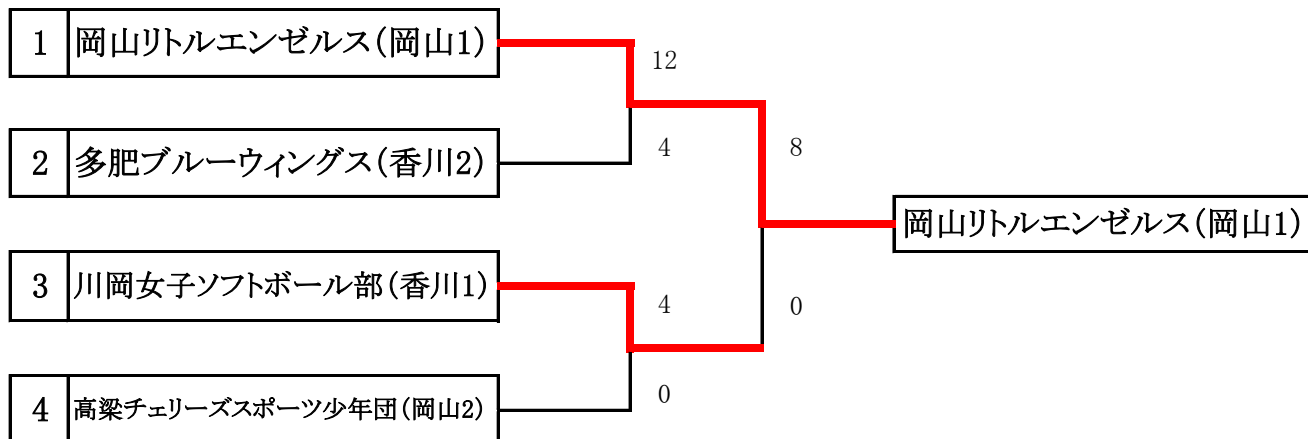 1 岡山リトルエンゼルス(岡山1)
12
2 多肥ブルーウィングス(香川2)
4
8
岡山リトルエンゼルス(岡山1)
3 川岡女子ソフトボール部(香川1)
4
0
4 高梁チェリーズスポーツ少年団(岡山2)
0